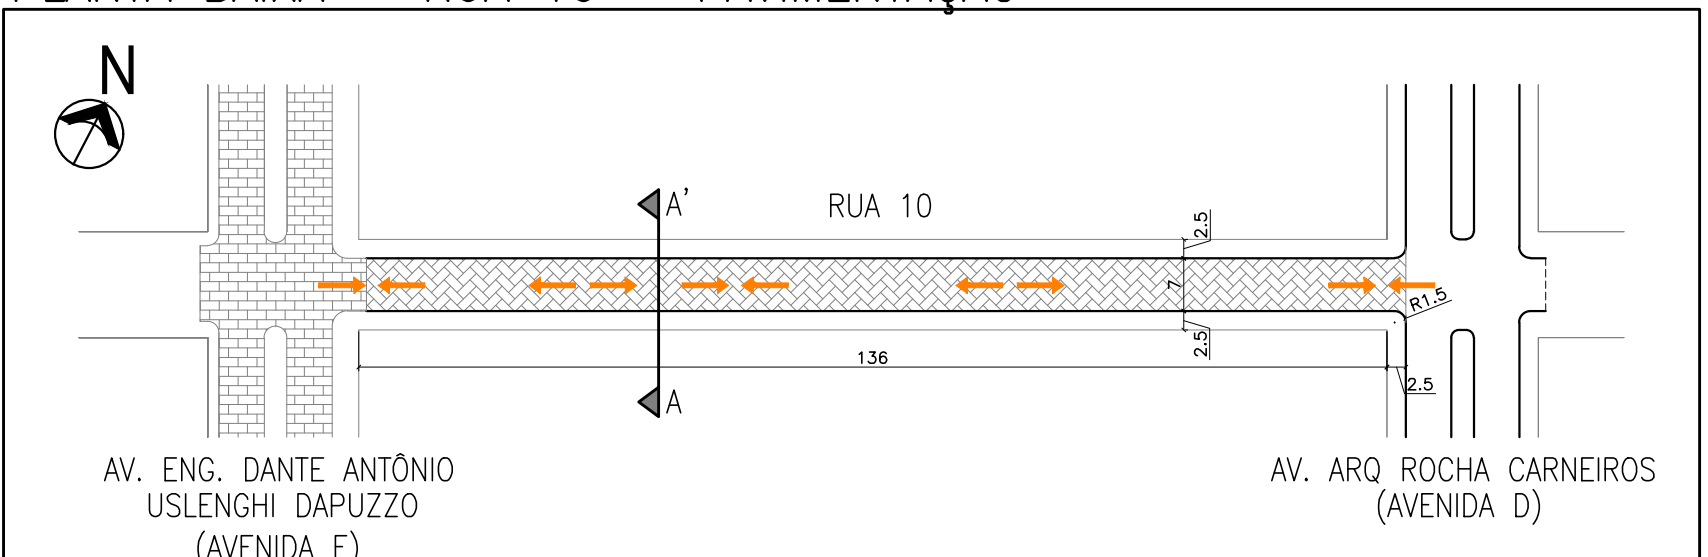 N
A'
RUA 10
2.5
7
R1.5
2.5
136
2.5
A
AV. ENG. DANTE ANTÔNIO
USLENGHI DAPUZZO
(AVENIDA
AV. ARQ ROCHA CARNEIROS
(AVENIDA D)